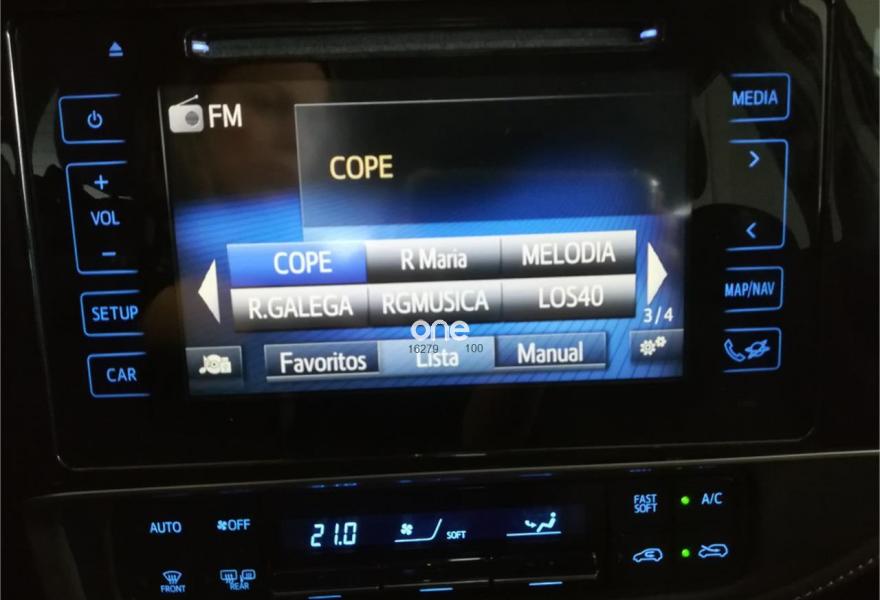 FM
MEDIA
COPE
+
VOL
-
COPE R Maria MELODIA
R.GALEGA RGMUSICA LOS40
3/4
MAP/NAV
SETUP
one
16279 100
Favoritos Lista Manual
CAR
AUTO OFF
21.0 SOFT
FAST
SOFT
A/C
FRONT
REAR